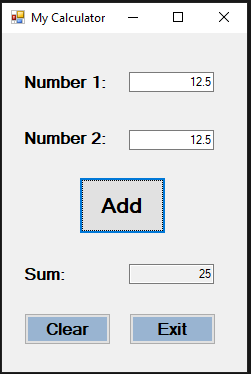 My Calculator
Number 1: 12.5
Number 2: 12.5
Add
Sum: 25
Clear Exit